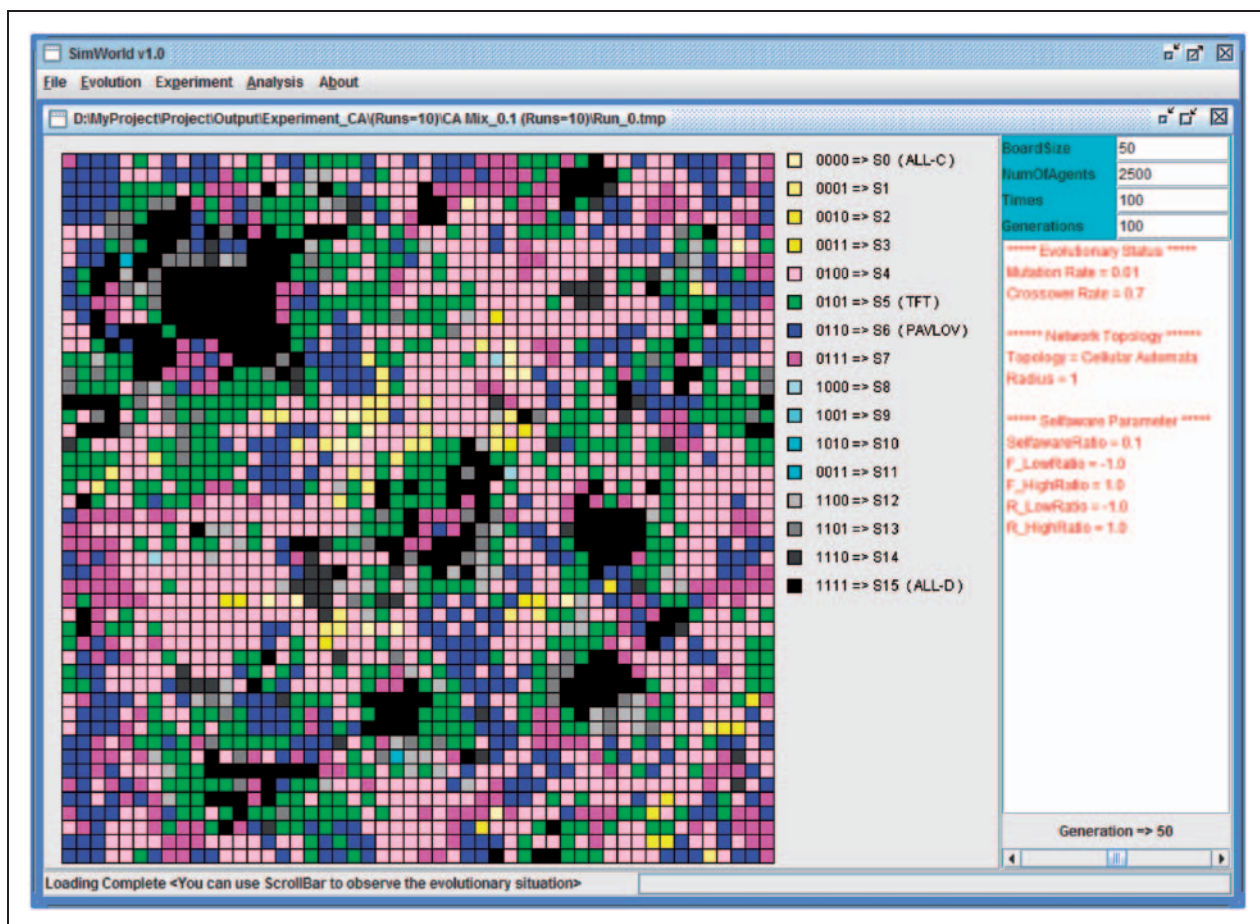 SimWorld v1.0
File Evolution Experiment Analysis About
D:\MyProject\Project\Output\Experiment_CA\(Runs=10)\CA Mix_0.1 (Runs=10)\Run_0.tmp
0000 => S0 (ALL-C)
0001 => S1
0010 => S2
0011 => S3
0100 => S4
0101 => S5 (TFT)
0110 => S6 (PAVLOV)
0111 => S7
1000 => S8
1001 => S9
1010 => S10
0011 => S11
1100 => S12
1101 => S13
1110 => S14
1111 => S15 (ALL-D)
BoardSize 50
NumOfAgents 2500
Times 100
Generations 100
***** Evolutionary Status *****
Mutation Rate = 0.01
Crossover Rate = 0.7
****** Network Topology ******
Topology = Cellular Automata
Radius = 1
***** Selfaware Parameter *****
SelfawareRatio = 0.1
F_LowRatio = -1.0
F_HighRatio = 1.0
R_LowRatio = -1.0
R_HighRatio = 1.0
Generation => 50
Loading Complete <You can use ScrollBar to observe the evolutionary situation>